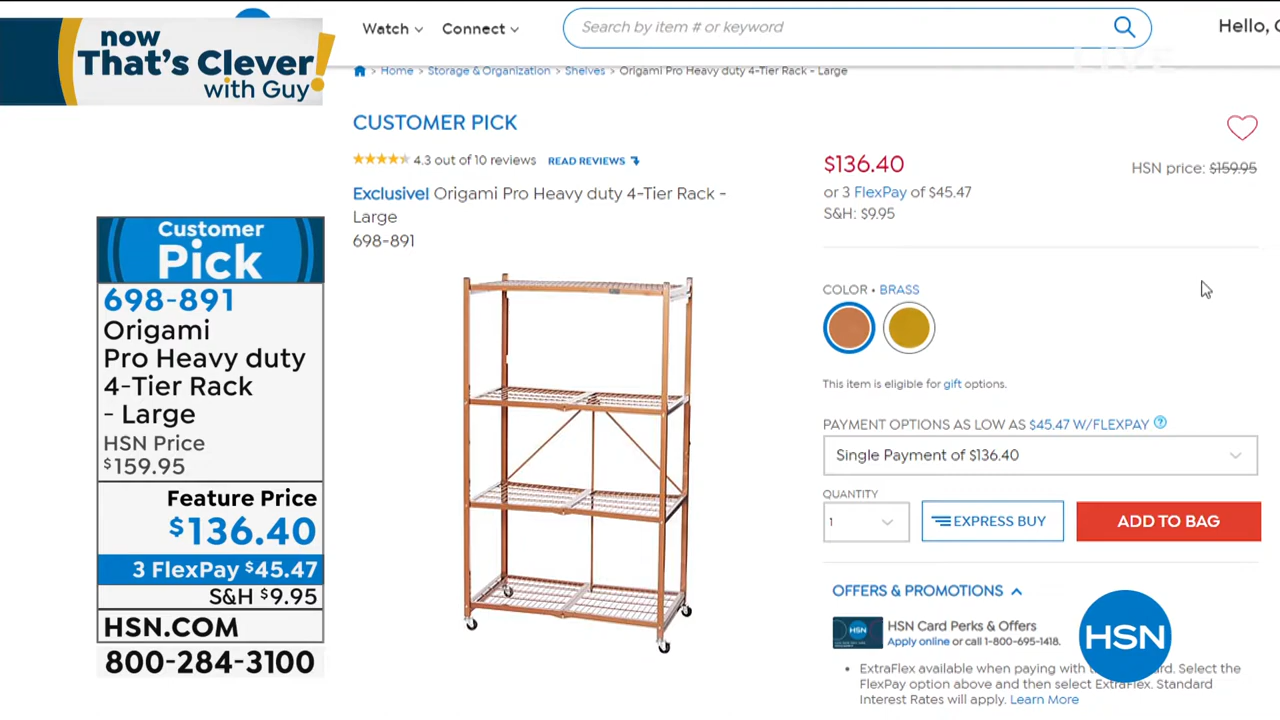 now
That's Clever!
with Guy
Watch
Connect
Search by item # or keyword
Hello,
LIVE
> Home > Storage & Organization > Shelves > Origami Pro Heavy duty 4-Tier Rack - Large
CUSTOMER PICK
4.3 out of 10 reviews READ REVIEWS
Exclusive! Origami Pro Heavy duty 4-Tier Rack -
Large
698-891
$136.40
HSN price: $159.95
or 3 FlexPay of $45.47
S&H: $9.95
COLOR • BRASS
This item is eligible for gift options.
PAYMENT OPTIONS AS LOW AS $45.47 W/FLEXPAY ?
Single Payment of $136.40
QUANTITY
1
EXPRESS BUY
ADD TO BAG
OFFERS & PROMOTIONS
HSN
HSN Card Perks & Offers
Apply online or call 1-800-695-1418.
• ExtraFlex available when paying with Select the
FlexPay option above and then select ExtraFlex. Standard
Interest Rates will apply. Learn More
HSN
Customer
Pick
698-891
Origami
Pro Heavy duty
4-Tier Rack
- Large
HSN Price
$159.95
Feature Price
$136.40
3 FlexPay $45.47
S&H $9.95
HSN.COM
800-284-3100